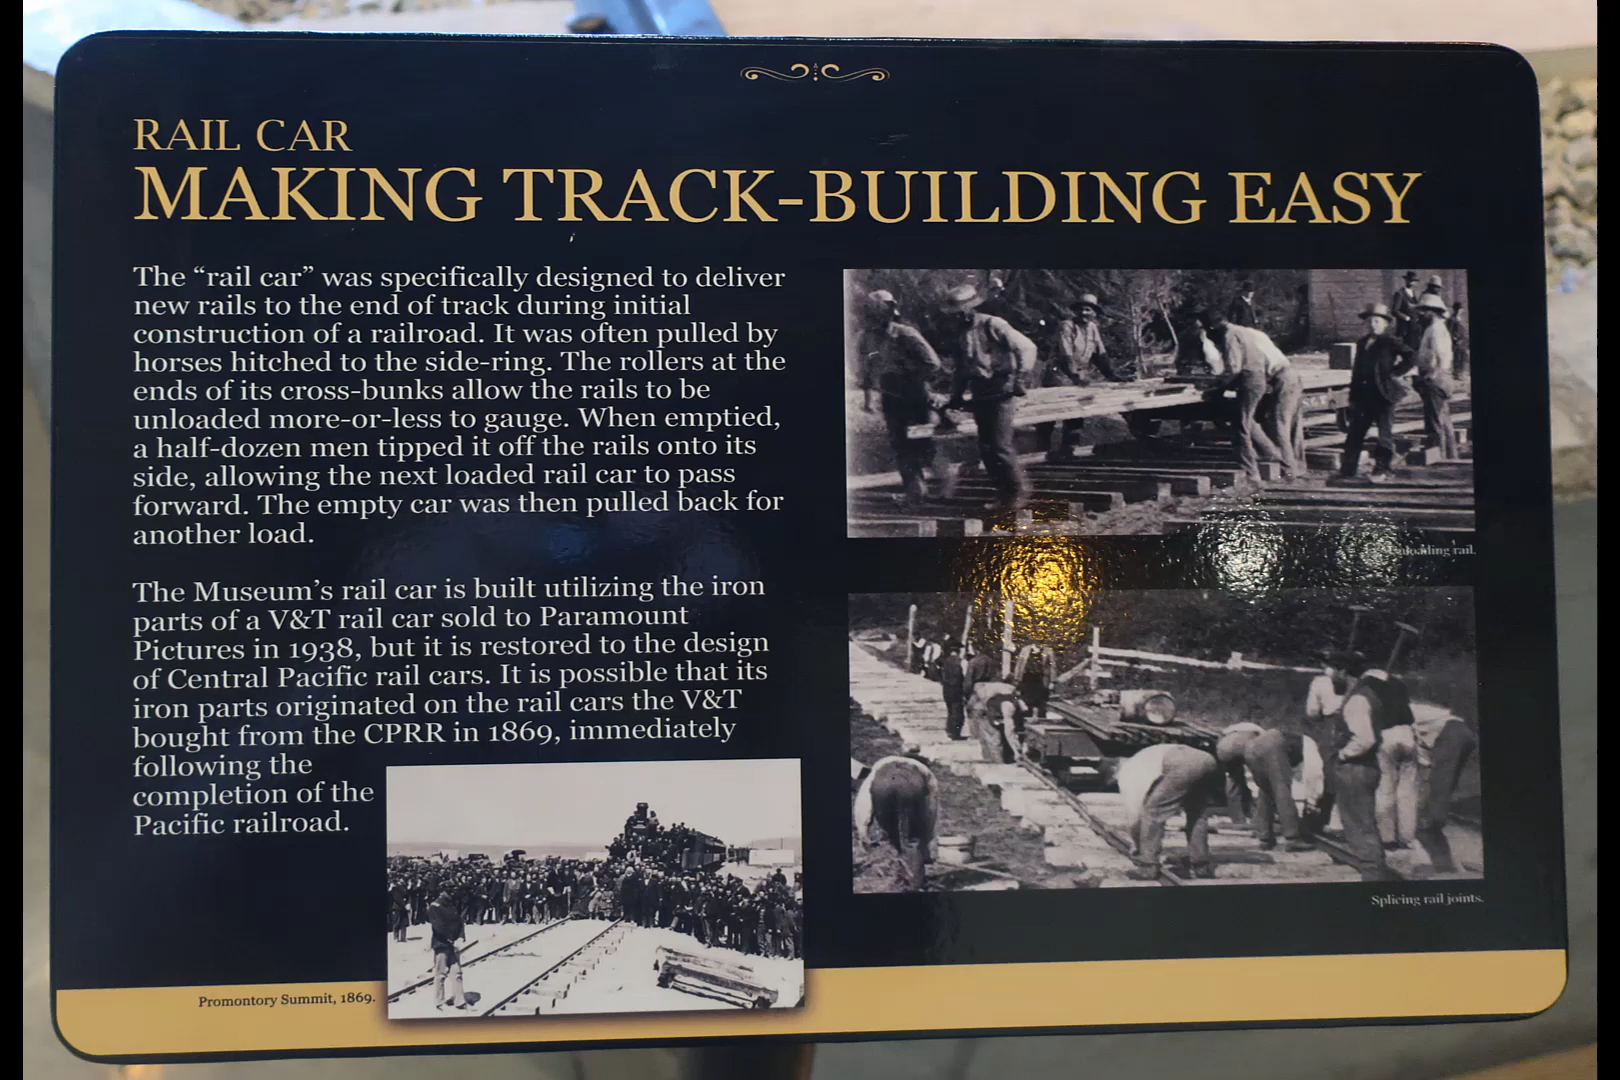 RAIL CAR
MAKING TRACK-BUILDING EASY
The “rail car” was specifically designed to deliver
new rails to the end of track during initial
construction of a railroad. It was often pulled by
horses hitched to the side-ring. The rollers at the
ends of its cross-bunks allow the rails to be
unloaded more-or-less to gauge. When emptied,
a half-dozen men tipped it off the rails onto its
side, allowing the next loaded rail car to pass
forward. The empty car was then pulled back for
another load.
The Museum’s rail car is built utilizing the iron
parts of a V&T rail car sold to Paramount
Pictures in 1938, but it is restored to the design
of Central Pacific rail cars. It is possible that its
iron parts originated on the rail cars the V&T
bought from the CPRR in 1869, immediately
following the
completion of the
Pacific railroad.
Promontory Summit, 1869.
Unloading rail.
Splicing rail joints.